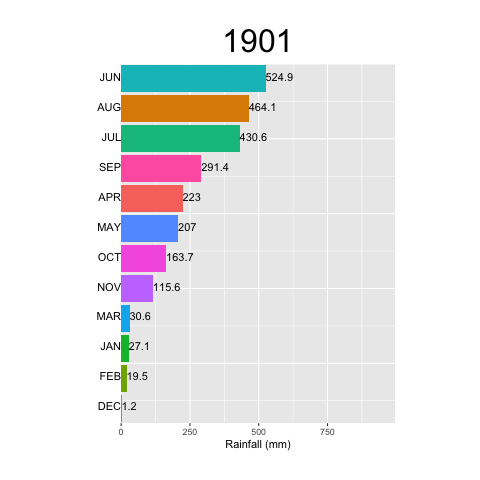 1901
JUN 524.9
AUG 464.1
JUL 430.6
SEP 291.4
APR 223
MAY 207
OCT 163.7
NOV 115.6
MAR 30.6
JAN 27.1
FEB 19.5
DEC 1.2
0 250 500 750
Rainfall (mm)